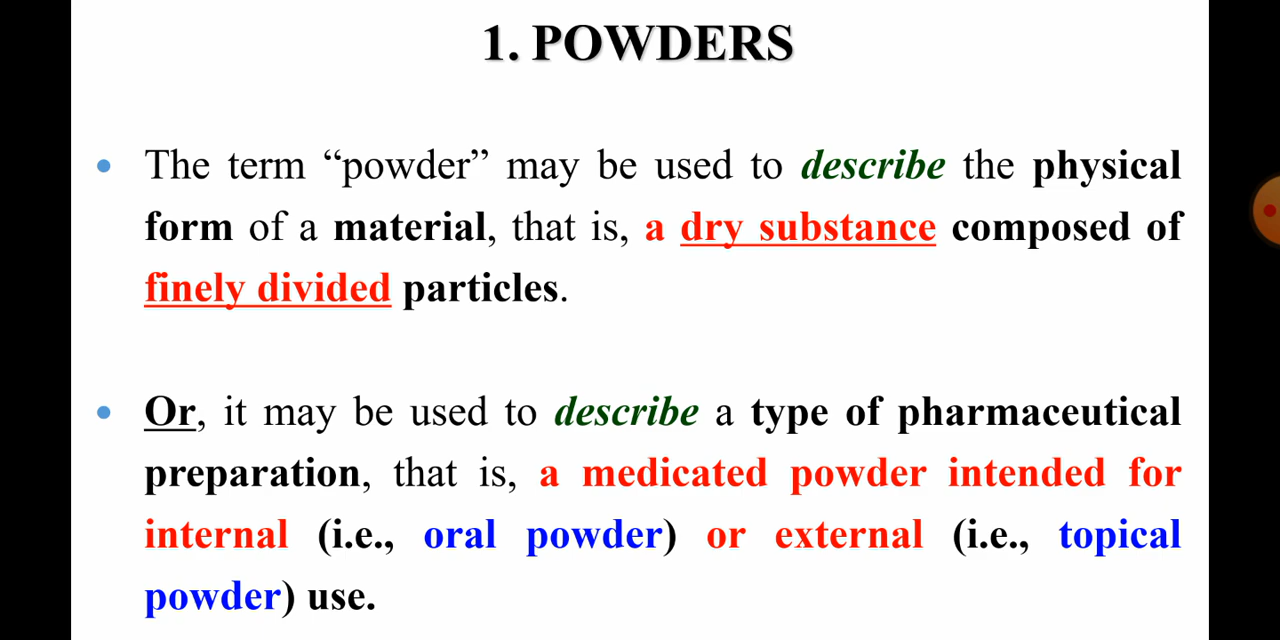 1. POWDERS
• The term “powder” may be used to describe the physical
form of a material, that is, a dry substance composed of
finely divided particles.
• Or, it may be used to describe a type of pharmaceutical
preparation, that is, a medicated powder intended for
internal (i.e., oral powder) or external (i.e., topical
powder) use.